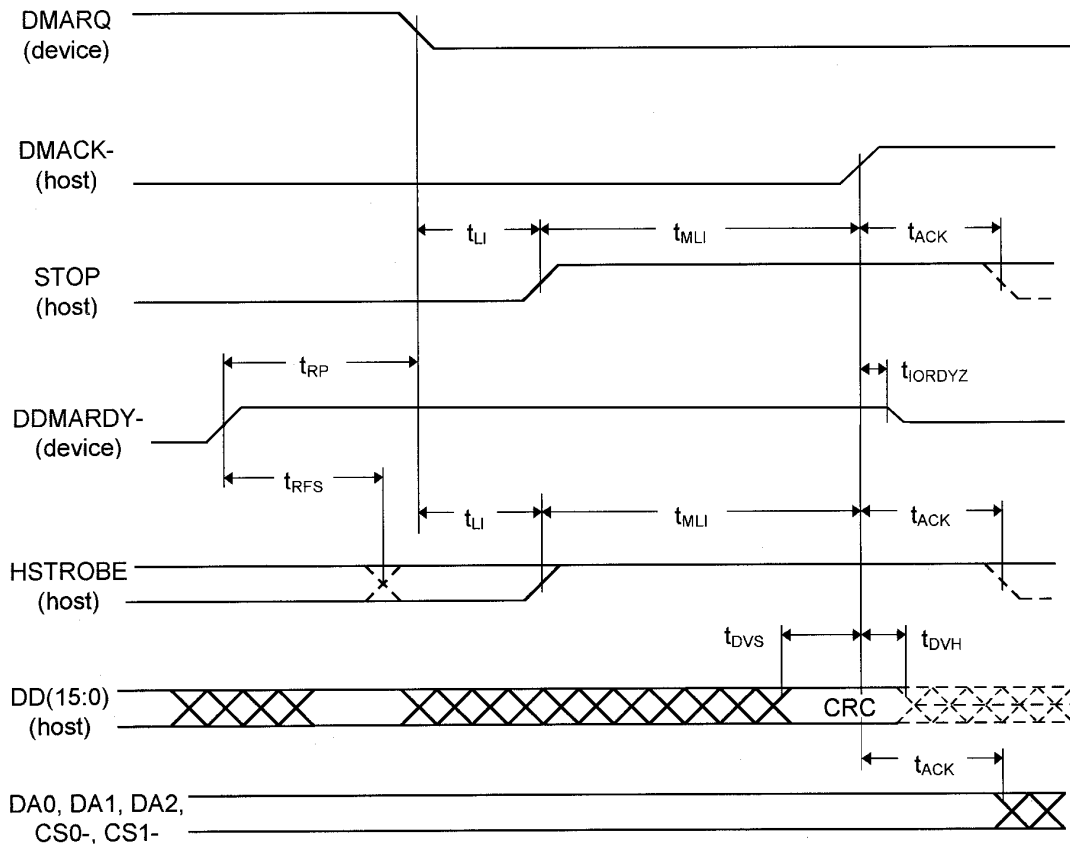 DMARQ
(device)
DMACK-
(host)
tLI
tMLI
tACK
STOP
(host)
tRP
tIORDYZ
DDMARDY-
(device)
tRFS
tLI
tMLI
tACK
HSTROBE
(host)
tDVS
tDVH
DD(15:0)
(host)
CRC
tACK
DA0, DA1, DA2,
CS0-, CS1-